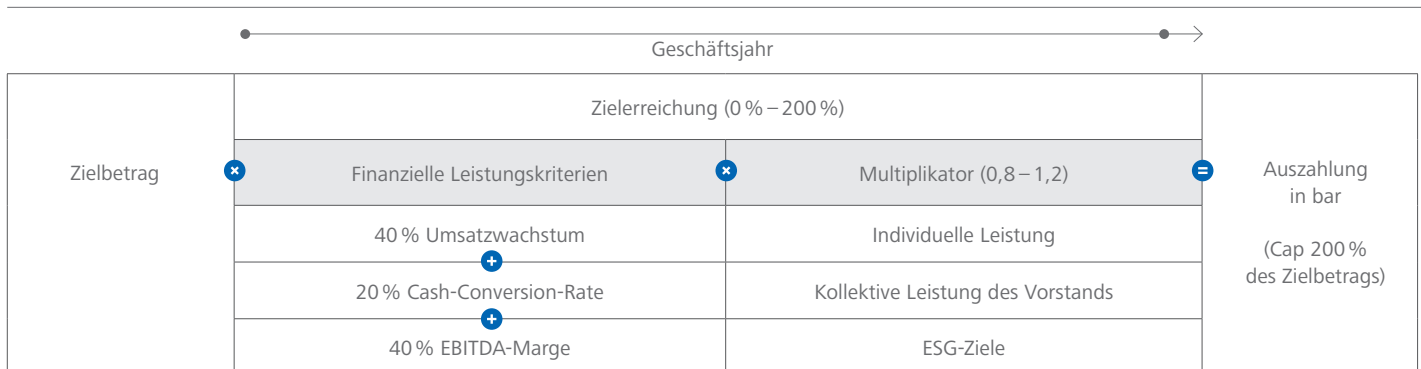 Geschäftsjahr
Zielerreichung (0 % – 200 %)
Zielbetrag
×
Finanzielle Leistungskriterien
×
Multiplikator (0,8 – 1,2)
=
Auszahlung
in bar
(Cap 200 %
des Zielbetrags)
40 % Umsatzwachstum
Individuelle Leistung
+
20 % Cash-Conversion-Rate
Kollektive Leistung des Vorstands
+
40 % EBITDA-Marge
ESG-Ziele